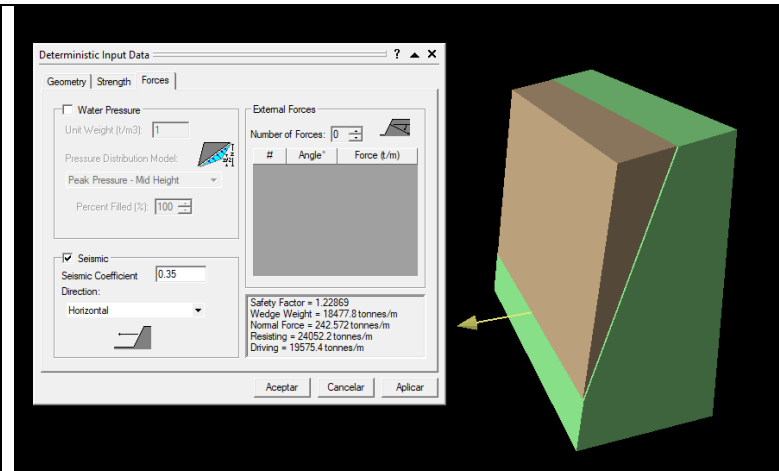 Deterministic Input Data ?
Geometry Strength Forces
Water Pressure
Unit Weight (t/m3): 1
Pressure Distribution Model:
Peak Pressure - Mid Height
Percent Filled (%): 100
Seismic
Seismic Coefficient 0.35
Direction:
Horizontal
External Forces
Number of Forces: 0
# Angle° Force (t/m)
Safety Factor = 1.22869
Wedge Weight = 18477.8 tonnes/m
Normal Force = 242.572 tonnes/m
Resisting = 24052.2 tonnes/m
Driving = 19575.4 tonnes/m
Aceptar Cancelar Aplicar